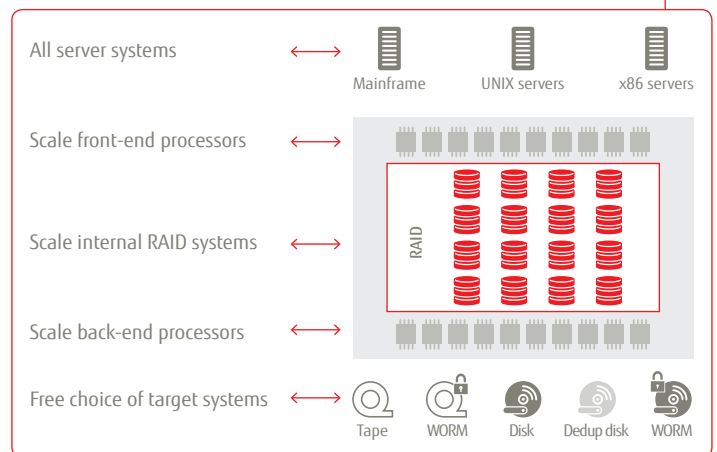 All server systems
Mainframe UNIX servers x86 servers
Scale front-end processors
Scale internal RAID systems
RAID
Scale back-end processors
Free choice of target systems
Tape WORM Disk Dedup disk WORM